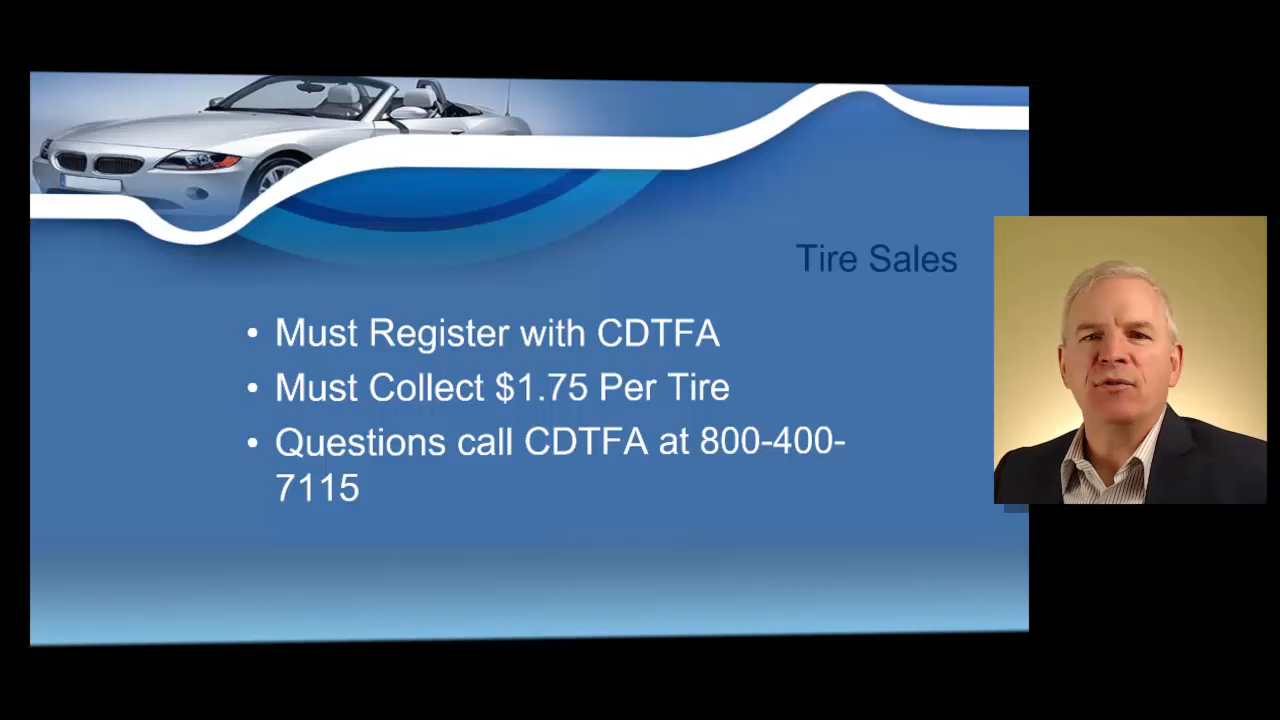 Tire Sales
• Must Register with CDTFA
• Must Collect $1.75 Per Tire
• Questions call CDTFA at 800-400-
7115